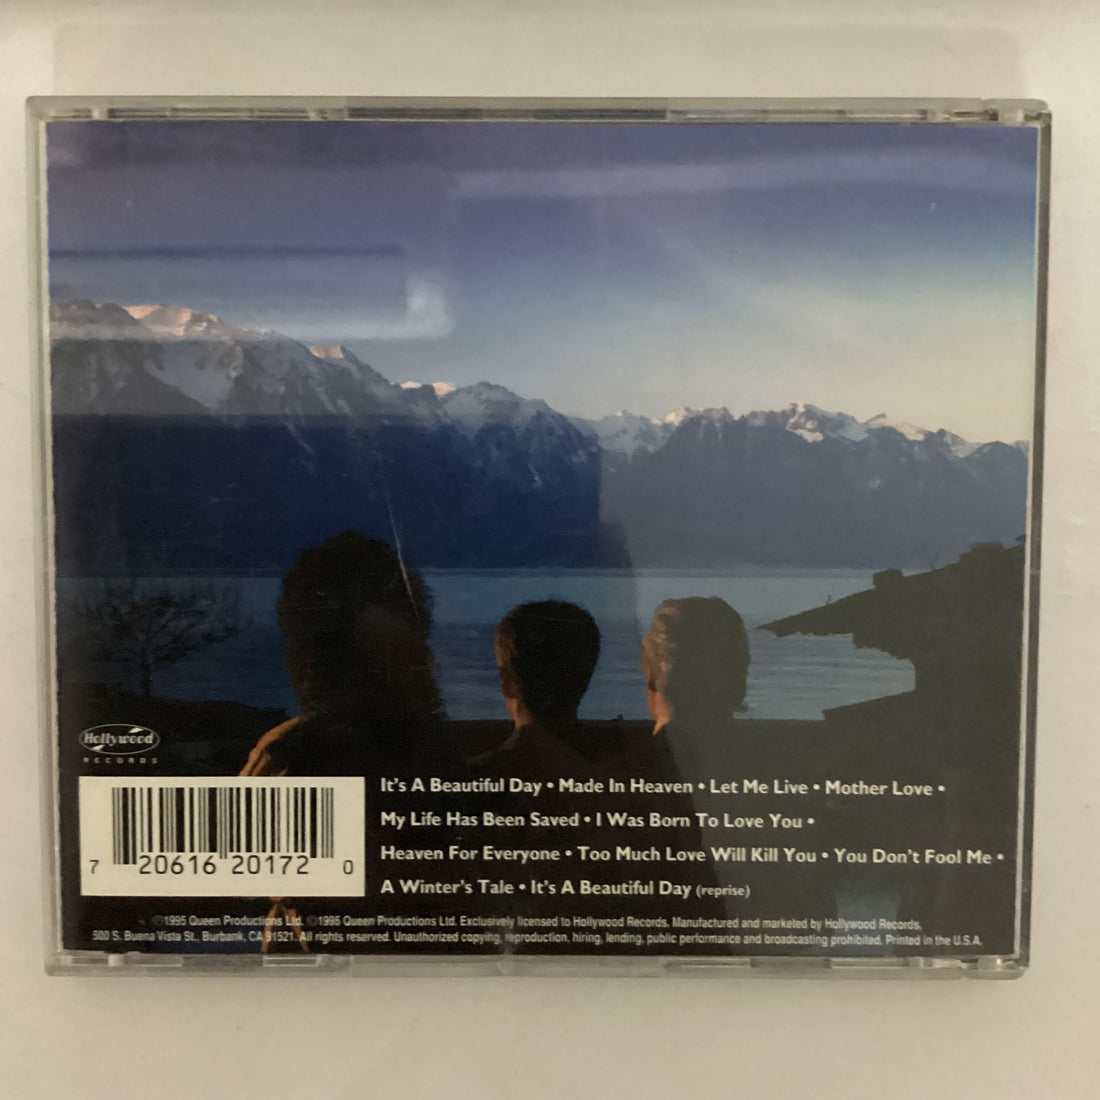 Hollywood
RECORDS
It's A Beautiful Day • Made In Heaven • Let Me Live • Mother Love •
My Life Has Been Saved • I Was Born To Love You •
Heaven For Everyone • Too Much Love Will Kill You • You Don't Fool Me •
A Winter's Tale • It's A Beautiful Day (reprise)
7 20616 20172 0
℗1995 Queen Productions Ltd. ©1995 Queen Productions Ltd. Exclusively licensed to Hollywood Records. Manufactured and marketed by Hollywood Records,
500 S. Buena Vista St., Burbank, CA 91521. All rights reserved. Unauthorized copying, reproduction, hiring, lending, public performance and broadcasting prohibited. Printed in the U.S.A.